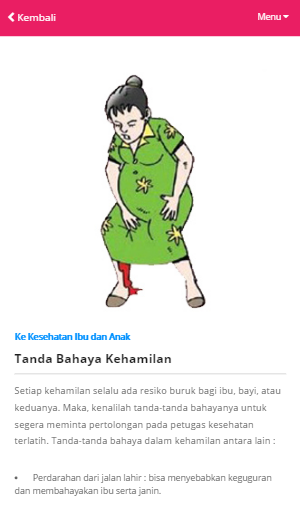 Kembali
Menu
Ke Kesehatan Ibu dan Anak
Tanda Bahaya Kehamilan
Setiap kehamilan selalu ada resiko buruk bagi ibu, bayi, atau
keduanya. Maka, kenalilah tanda-tanda bahayanya untuk
segera meminta pertolongan pada petugas kesehatan
terlatih. Tanda-tanda bahaya dalam kehamilan antara lain :
• Perdarahan dari jalan lahir : bisa menyebabkan keguguran
dan membahayakan ibu serta janin.